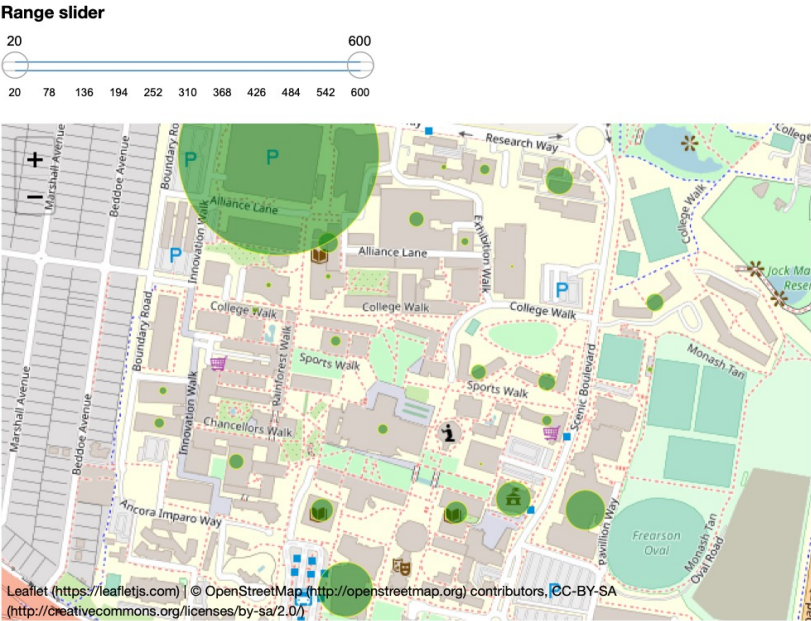 Range slider
20 600
20 78 136 194 252 310 368 426 484 542 600
+
−
Marshall Avenue
Beddoe Avenue
Boundary Ro
P
P
Research Way
College
College Walk
Alliance Lane
Innovation Walk
Alliance Lane
Exhibition Walk
P
P
Jock Ma
Reser
College Walk
College Walk
College Walk
Boundary Road
Rainforest Walk
Sports Walk
Sports Walk
Scenic Boulevard
Monash Tan
Marshall Avenue
Beddoe Avenue
Innovation Walk
Chancellors Walk
i
Ancora Imparo Way
Pavillion Way
Frearson
Oval
Monash Tan
Oval Road
P
Leaflet (https://leafletjs.com) | © OpenStreetMap (http://openstreetmap.org) contributors, CC-BY-SA
(http://creativecommons.org/licenses/by-sa/2.0/)